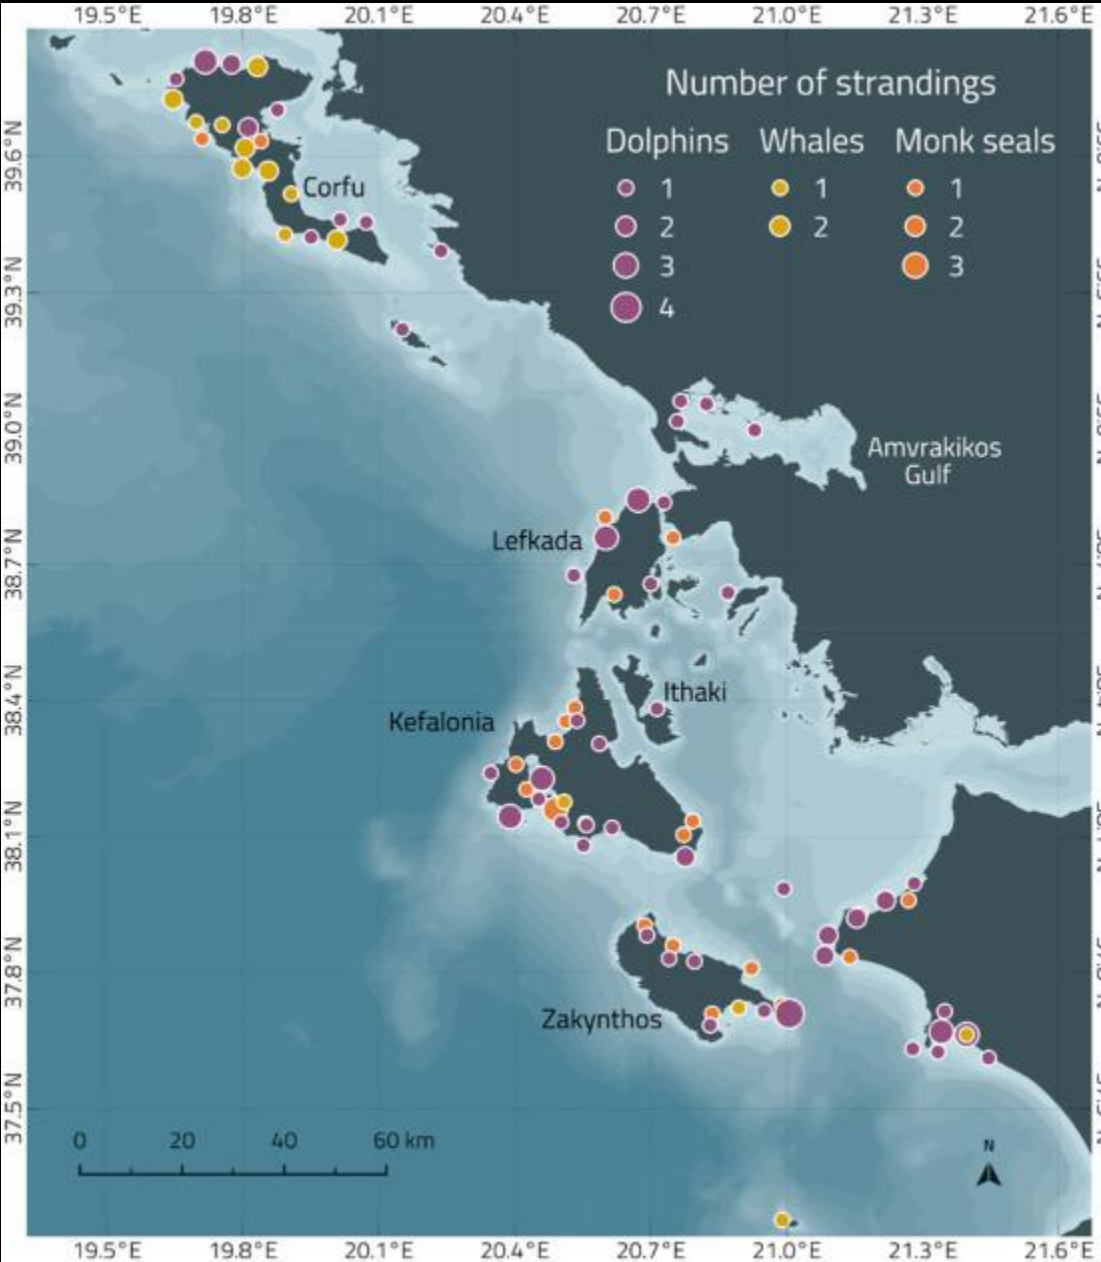 19.5°E 19.8°E 20.1°E 20.4°E 20.7°E 21.0°E 21.3°E 21.6°E
Number of strandings
Dolphins Whales Monk seals
1 1 1
2 2 2
3 3
4
39.6°N
Corfu
39.3°N
39.0°N
Amvrakikos
Gulf
Lefkada
38.7°N
Ithaki
38.4°N
Kefalonia
38.1°N
37.8°N
Zakynthos
37.5°N
0 20 40 60 km
N
19.5°E 19.8°E 20.1°E 20.4°E 20.7°E 21.0°E 21.3°E 21.6°E